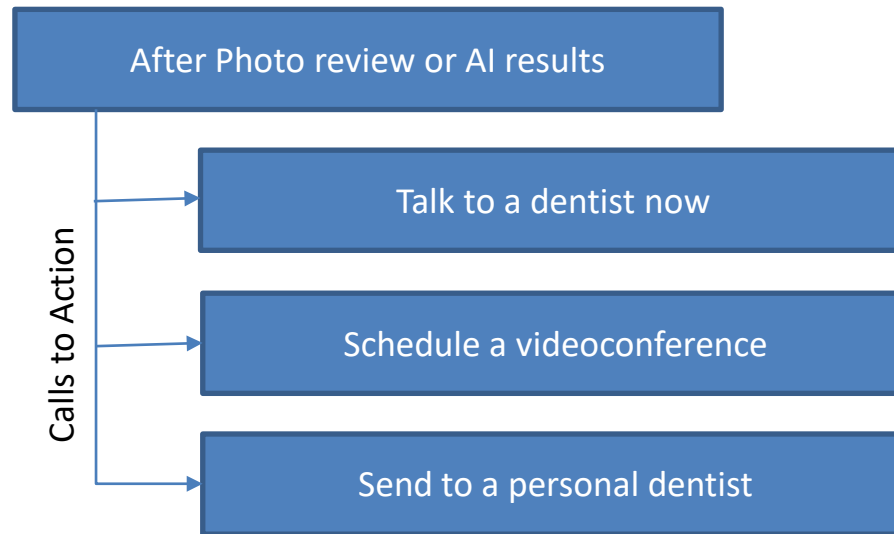 After Photo review or AI results
Talk to a dentist now
Calls to Action
Schedule a videoconference
Send to a personal dentist